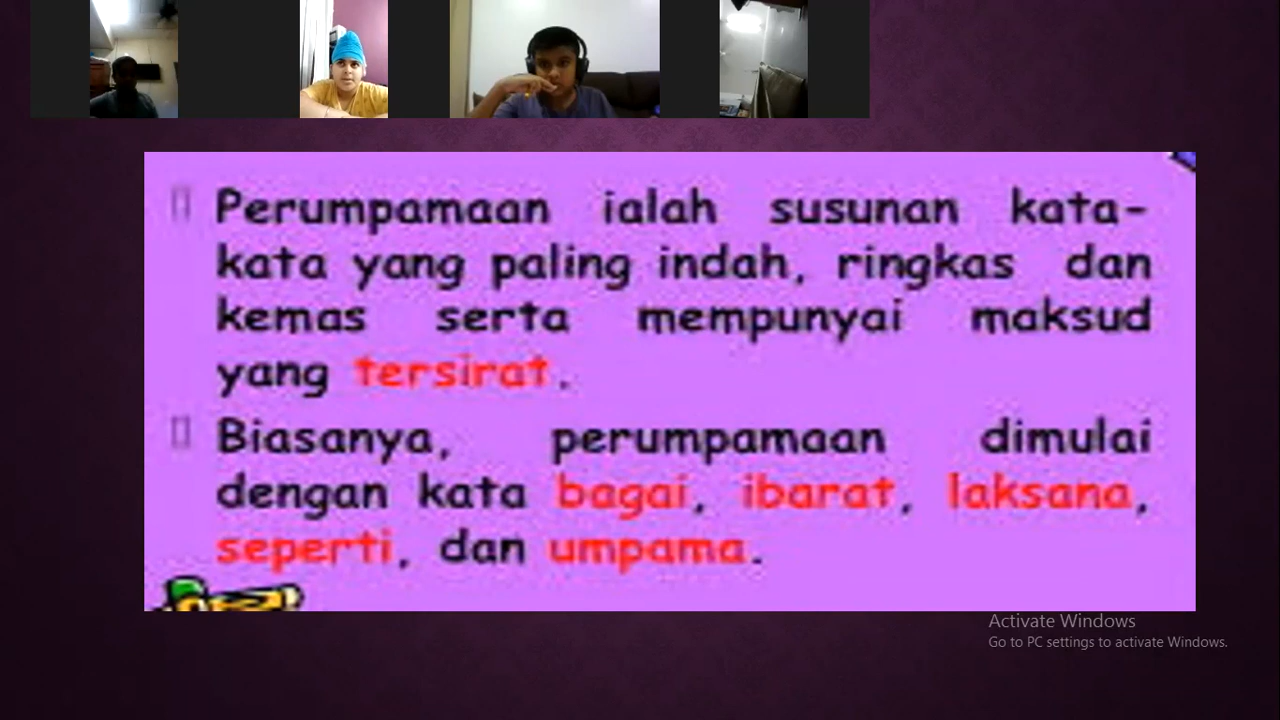 Perumpamaan ialah susunan kata-
kata yang paling indah, ringkas dan
kemas serta mempunyai maksud
yang tersirat.
Biasanya, perumpamaan dimulai
dengan kata bagai, ibarat, laksana,
seperti, dan umpama.
Activate Windows
Go to PC settings to activate Windows.